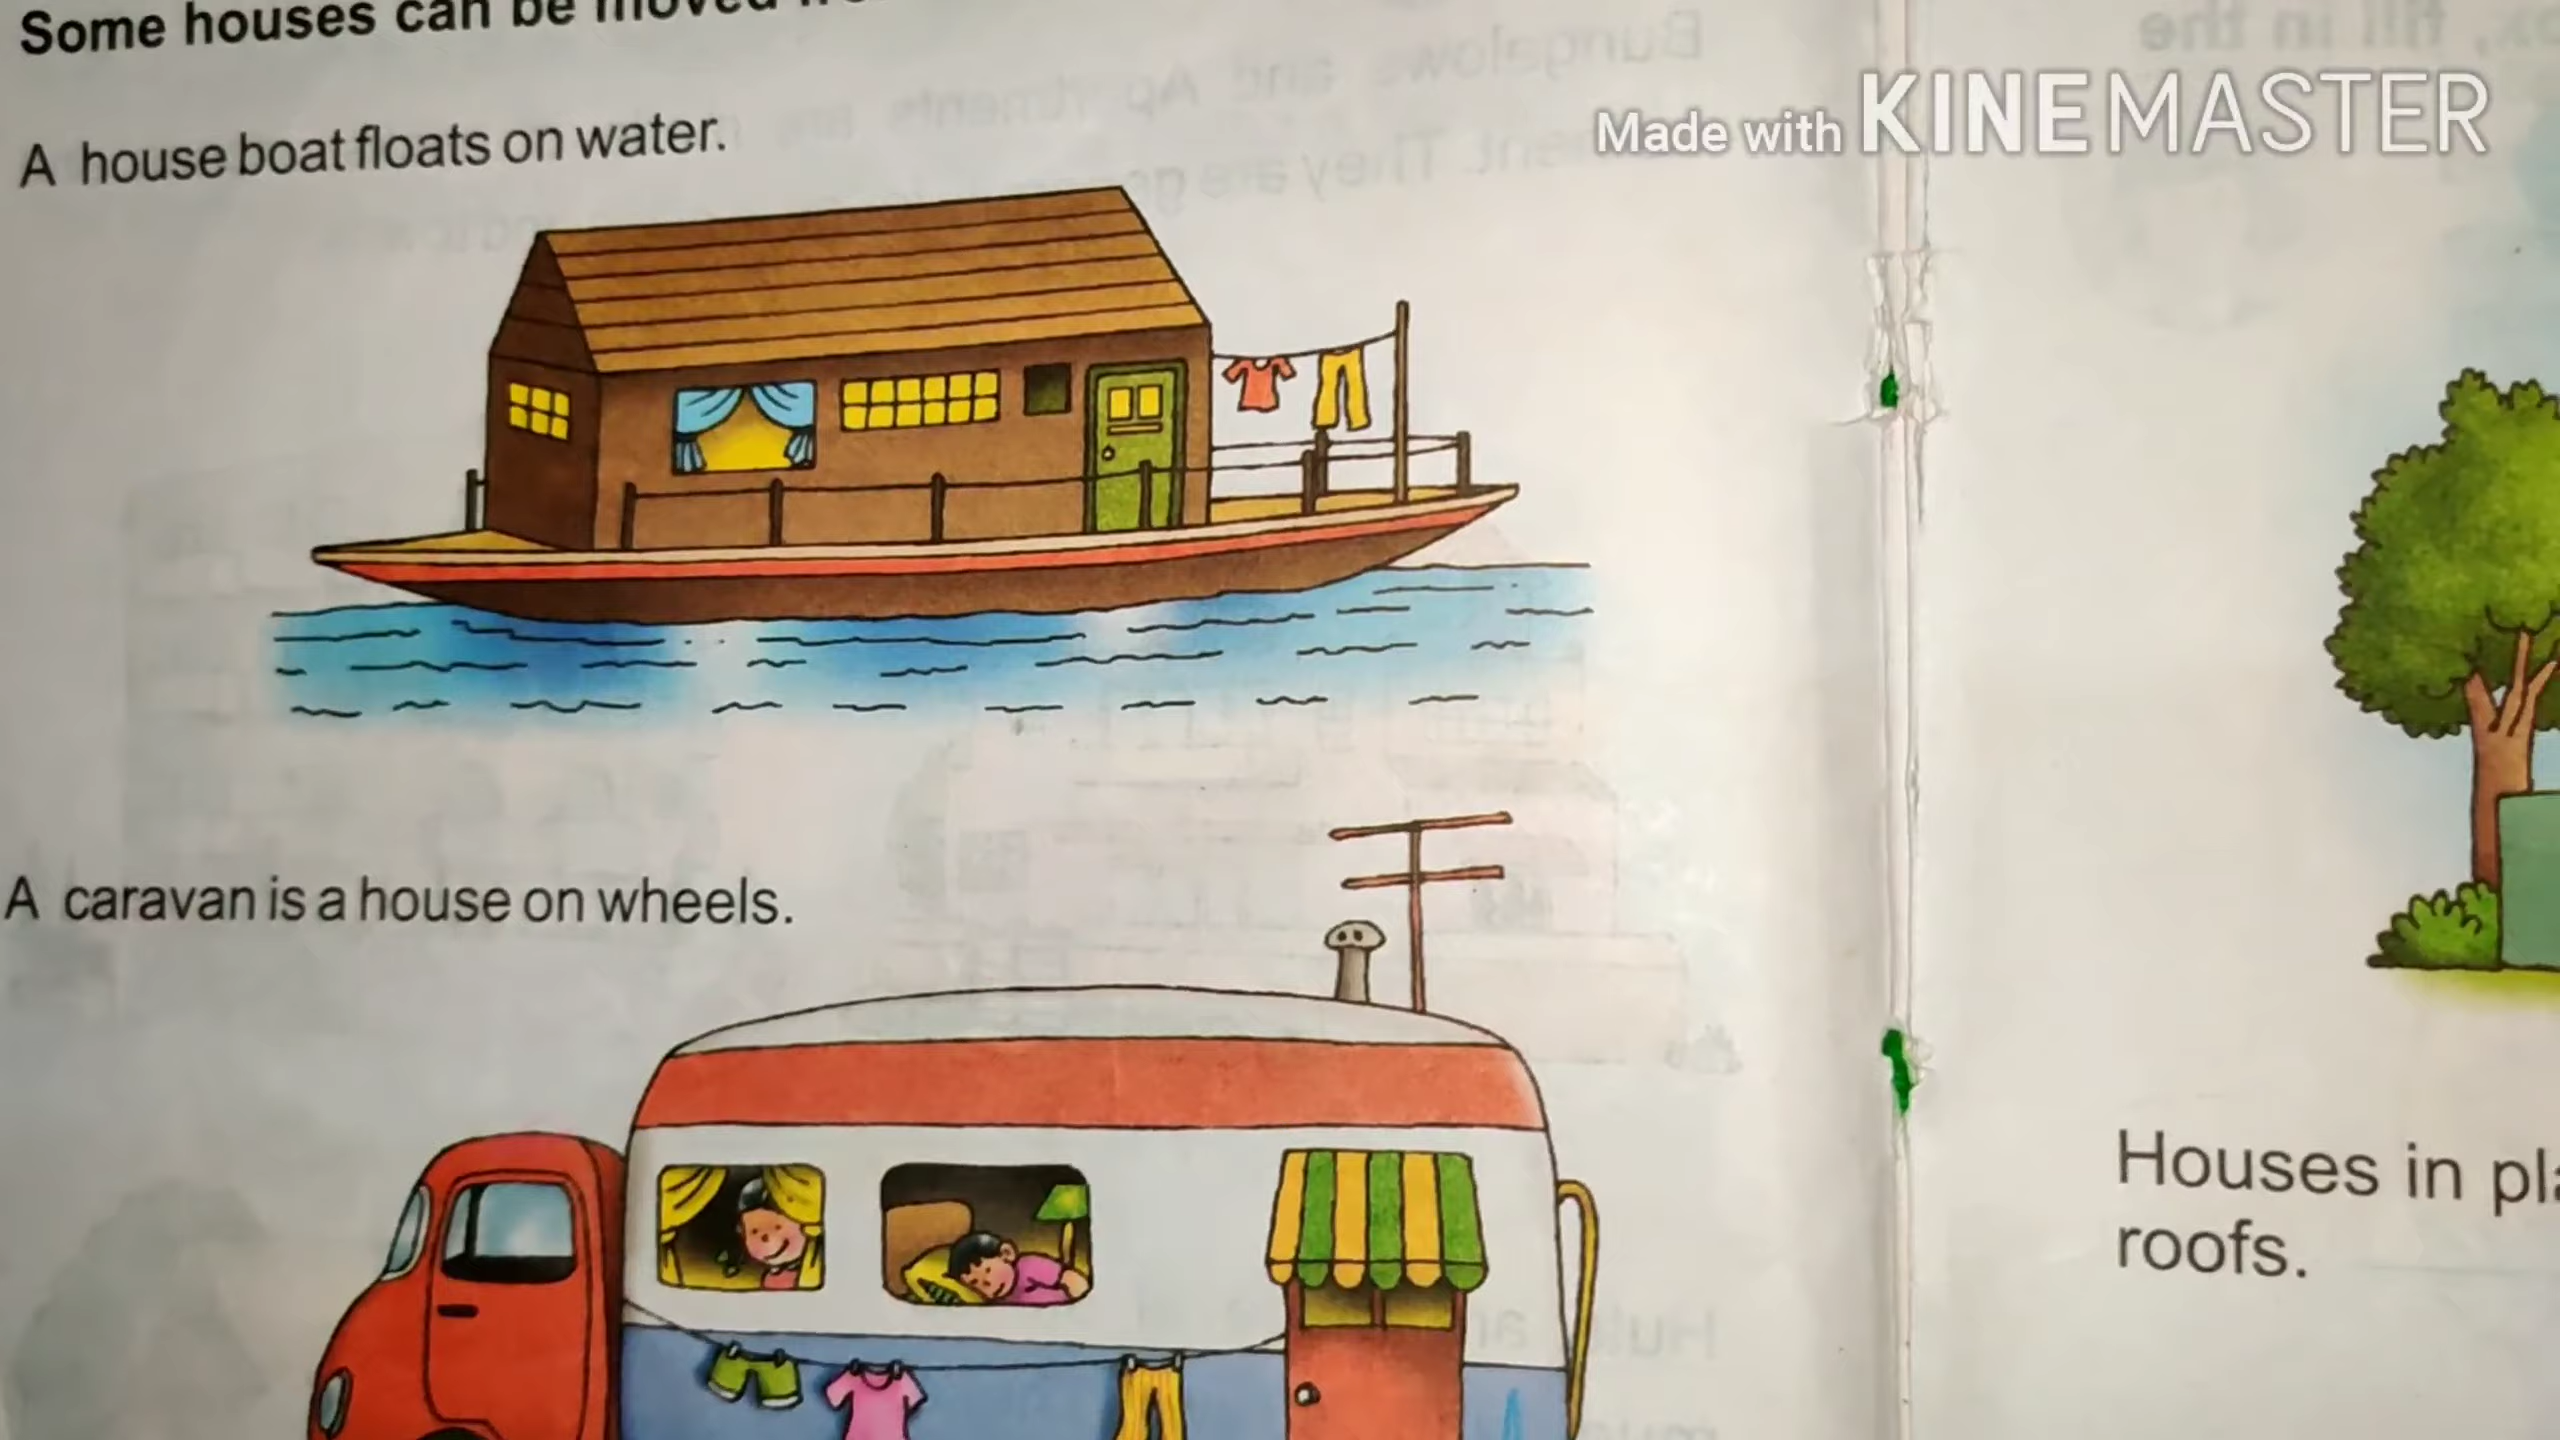 Some houses can be moved
A house boat floats on water.
Made with KINEMASTER
A caravan is a house on wheels.
Houses in
roofs.